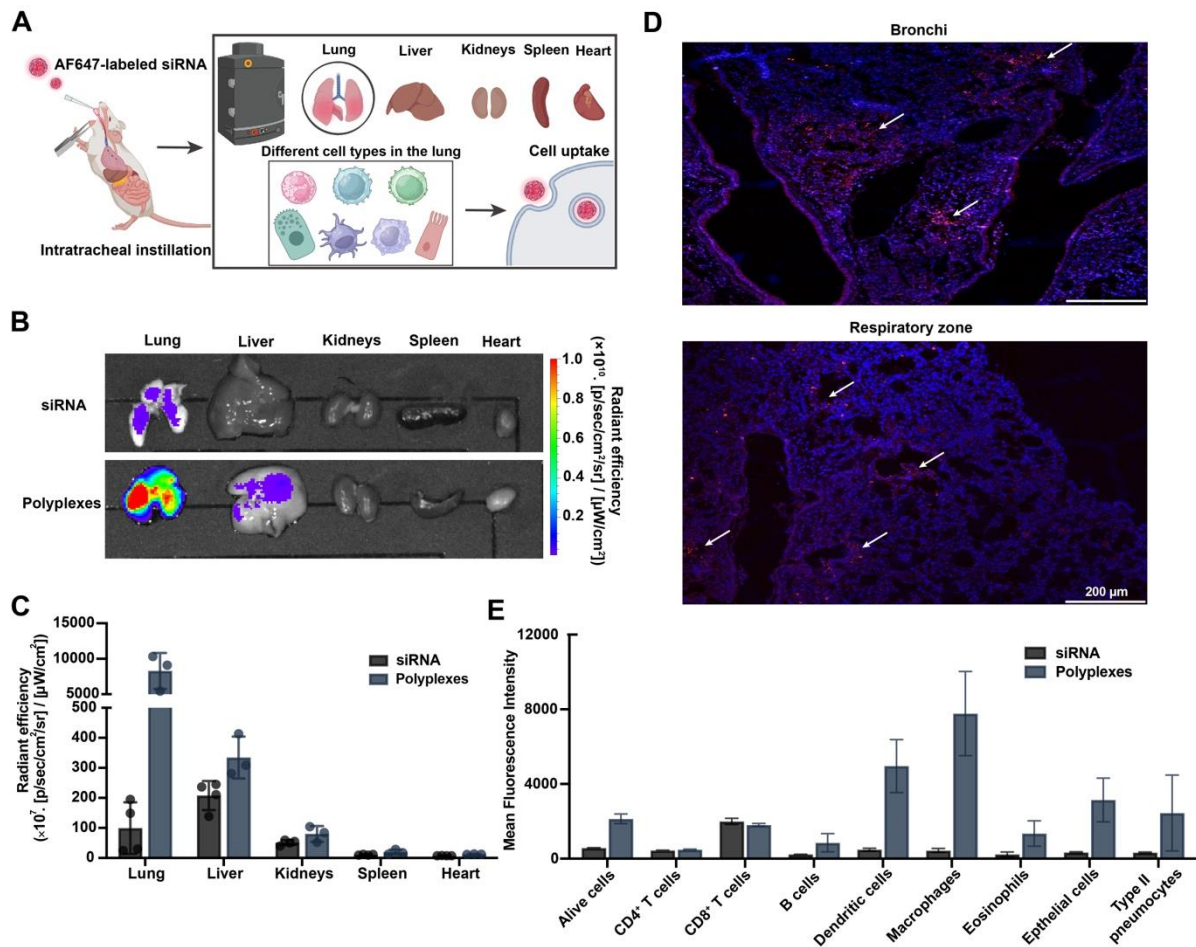 A
AF647-labeled siRNA
Intratracheal instillation
Lung
Liver
Kidneys
Spleen
Heart
Different cell types in the lung
Cell uptake
B
Lung
Liver
Kidneys
Spleen
Heart
siRNA
Polyplexes
1.0
0.8
0.6
0.4
0.2
Radiant efficiency
(×10¹⁰. [p/sec/cm²/sr] / [µW/cm²])
C
Radiant efficiency
(×10⁷. [p/sec/cm²/sr] / [µW/cm²])
15000
10000
5000
500
400
300
200
100
0
siRNA
Polyplexes
Lung
Liver
Kidneys
Spleen
Heart
D
Bronchi
Respiratory zone
200 µm
E
Mean Fluorescence Intensity
12000
8000
4000
0
siRNA
Polyplexes
Alive cells
CD4⁺ T cells
CD8⁺ T cells
B cells
Dendritic cells
Macrophages
Eosinophils
Epthelial cells
Type II
pneumocytes